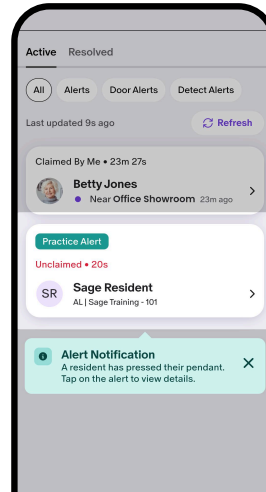 Active Resolved
All Alerts Door Alerts Detect Alerts
Last updated 9s ago Refresh
Claimed By Me • 23m 27s
Betty Jones
Near Office Showroom 23m ago
Practice Alert
Unclaimed • 20s
SR Sage Resident
AL | Sage Training - 101
Alert Notification
A resident has pressed their pendant.
Tap on the alert to view details.